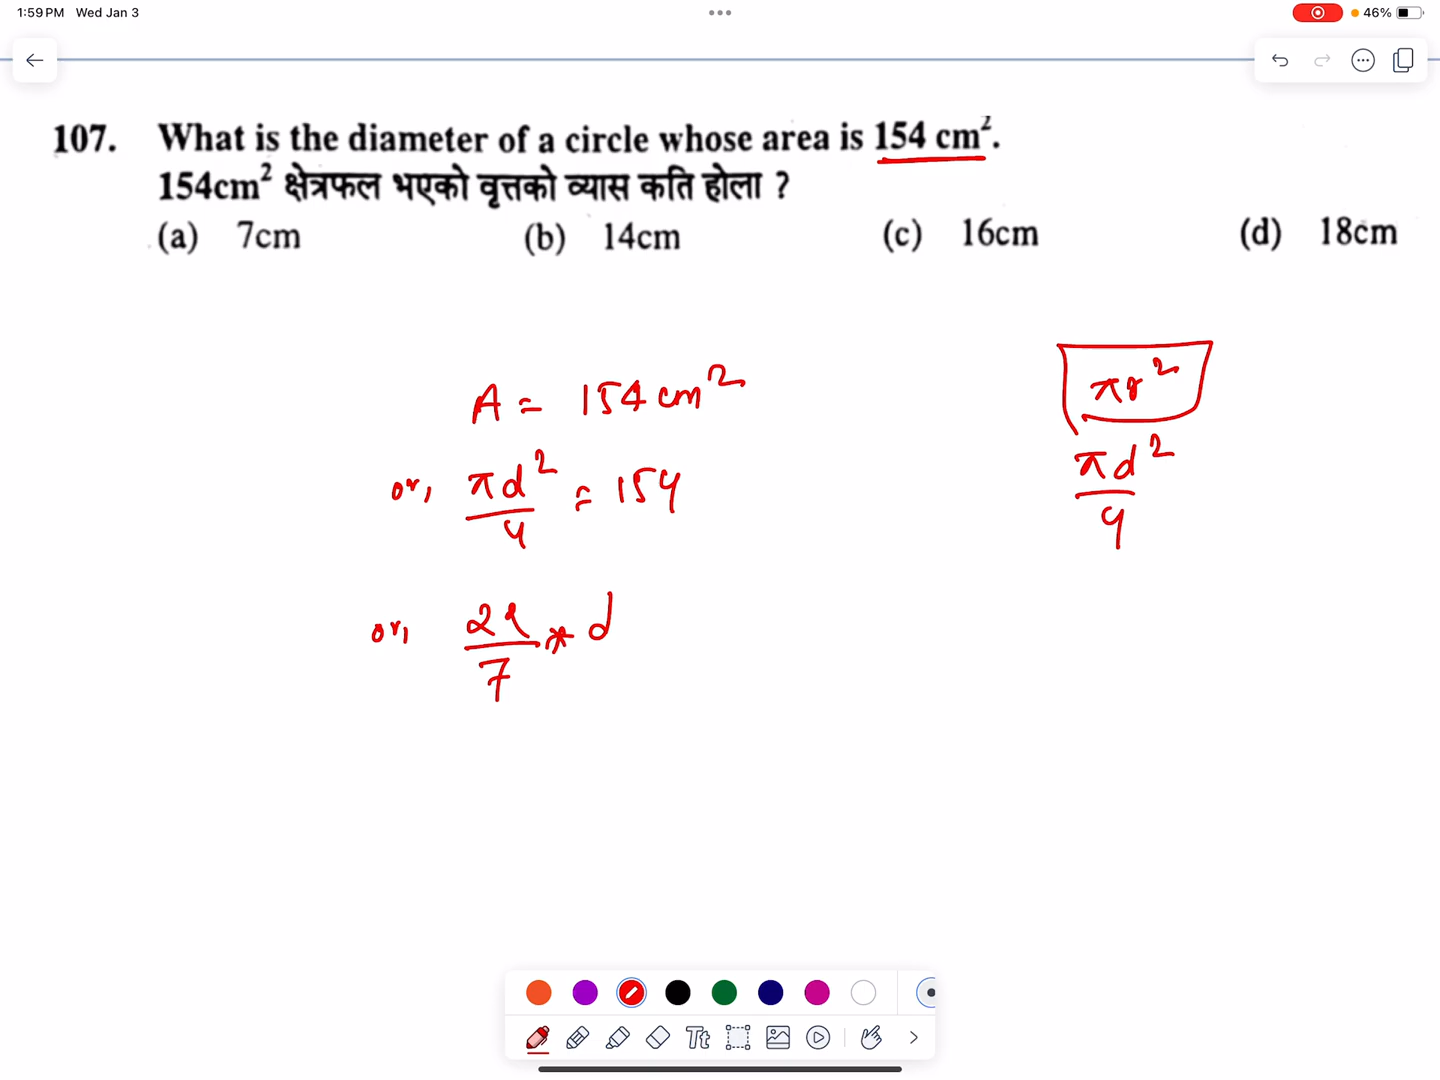 1:59 PM Wed Jan 3
46%
107. What is the diameter of a circle whose area is 154 cm².
154cm² क्षेत्रफल भएको वृत्तको व्यास कति होला ?
(a) 7cm (b) 14cm (c) 16cm (d) 18cm
A = 154 cm²
πr²
or, πd²/4 = 154
πd²/4
or, 22/7 * d
Tt